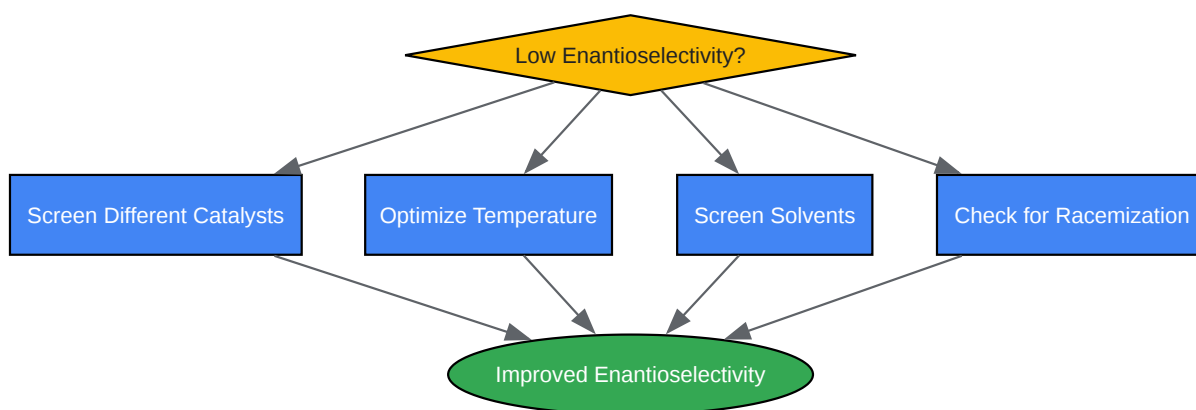 Low Enantioselectivity?
Screen Different Catalysts
Optimize Temperature
Screen Solvents
Check for Racemization
Improved Enantioselectivity